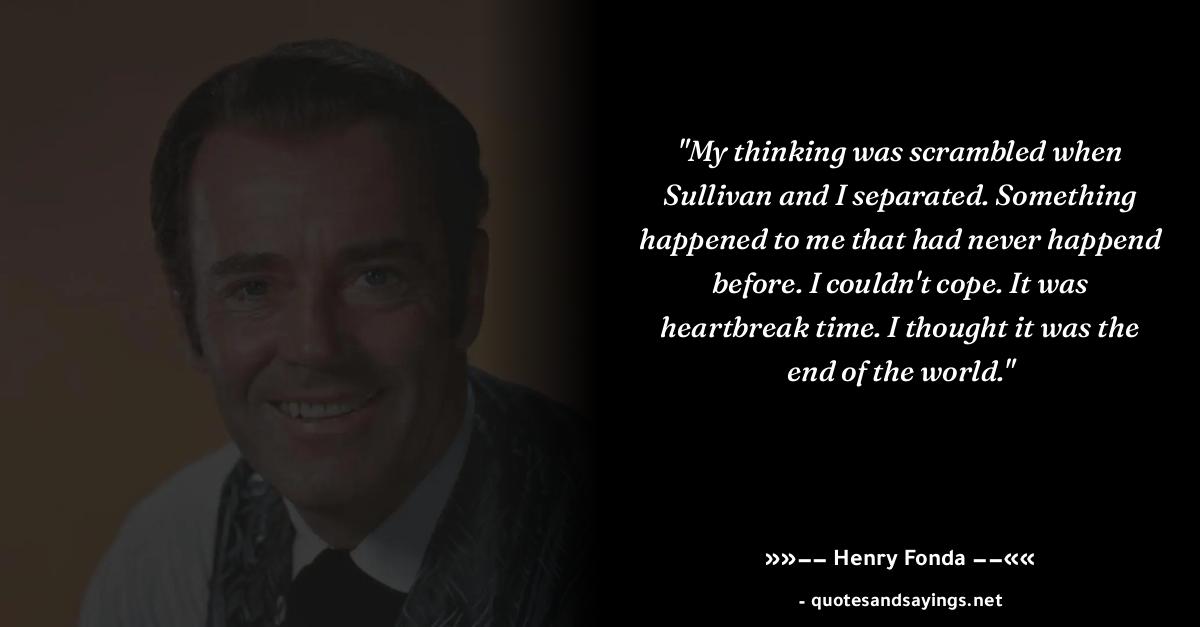 "My thinking was scrambled when
Sullivan and I separated. Something
happened to me that had never happend
before. I couldn't cope. It was
heartbreak time. I thought it was the
end of the world."
»»−− Henry Fonda −−««
- quotesandsayings.net